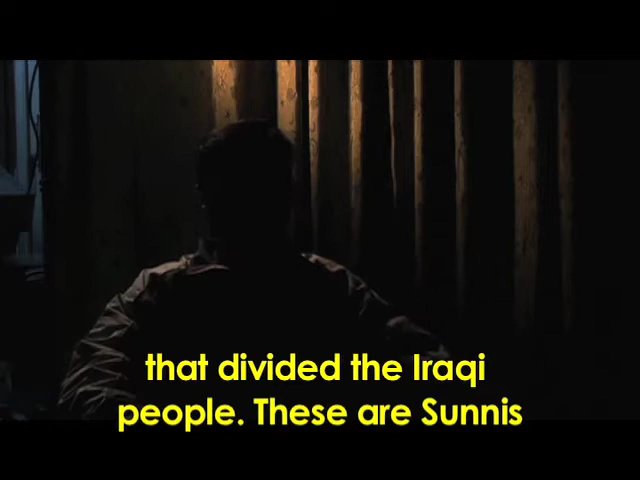 that divided the Iraqi
people. These are Sunnis